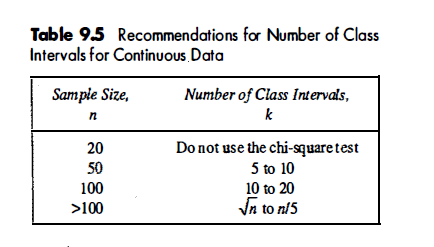 Table 9.5 Recommendations for Number of Class
Intervals for Continuous Data
Sample Size, Number of Class Intervals,
n k
20 Do not use the chi-square test
50 5 to 10
100 10 to 20
>100 √n to n/5